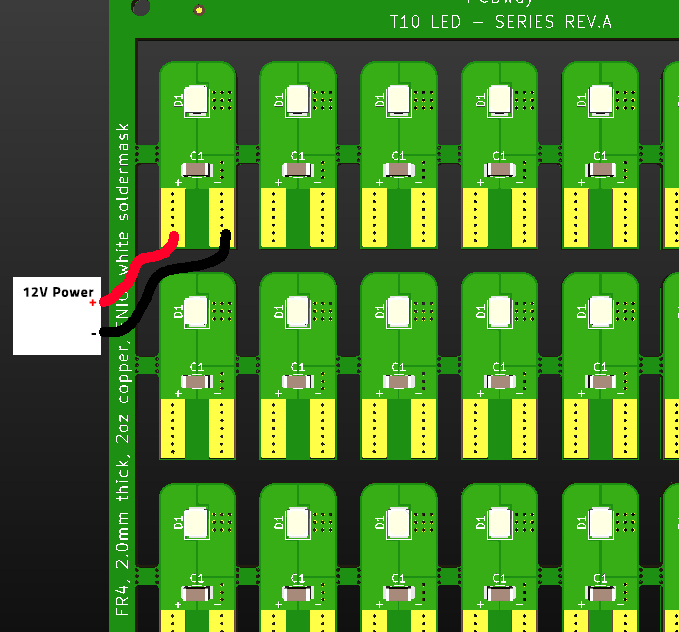 T10 LED – SERIES REV.A
D1 D1 D1 D1 D1
C1 C1 C1 C1 C1
+ – + – + – + – + –
12V Power
+
-
D1 D1 D1 D1 D1
C1 C1 C1 C1 C1
+ – + – + – + – + –
D1 D1 D1 D1 D1
C1 C1 C1 C1 C1
+ – + – + – + – + –
FR4, 2.0mm thick, 2oz copper, white soldermask